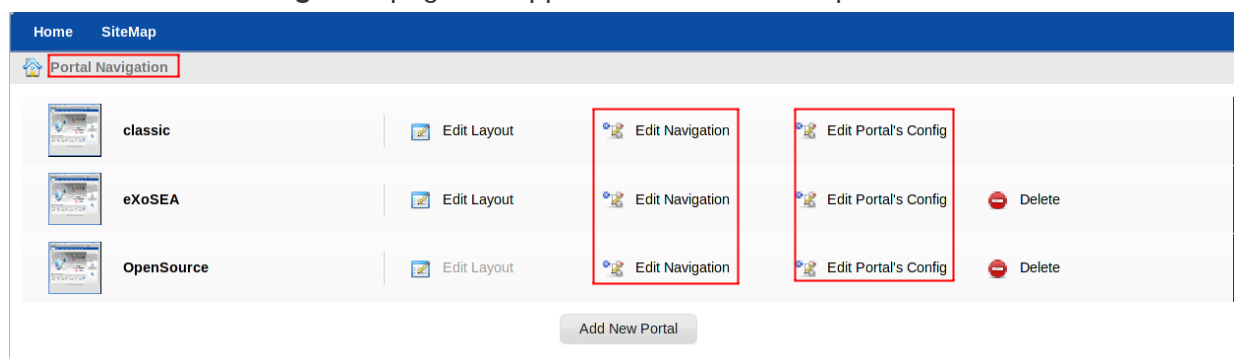 Home SiteMap
Portal Navigation
classic Edit Layout Edit Navigation Edit Portal's Config
eXoSEA Edit Layout Edit Navigation Edit Portal's Config Delete
OpenSource Edit Layout Edit Navigation Edit Portal's Config Delete
Add New Portal